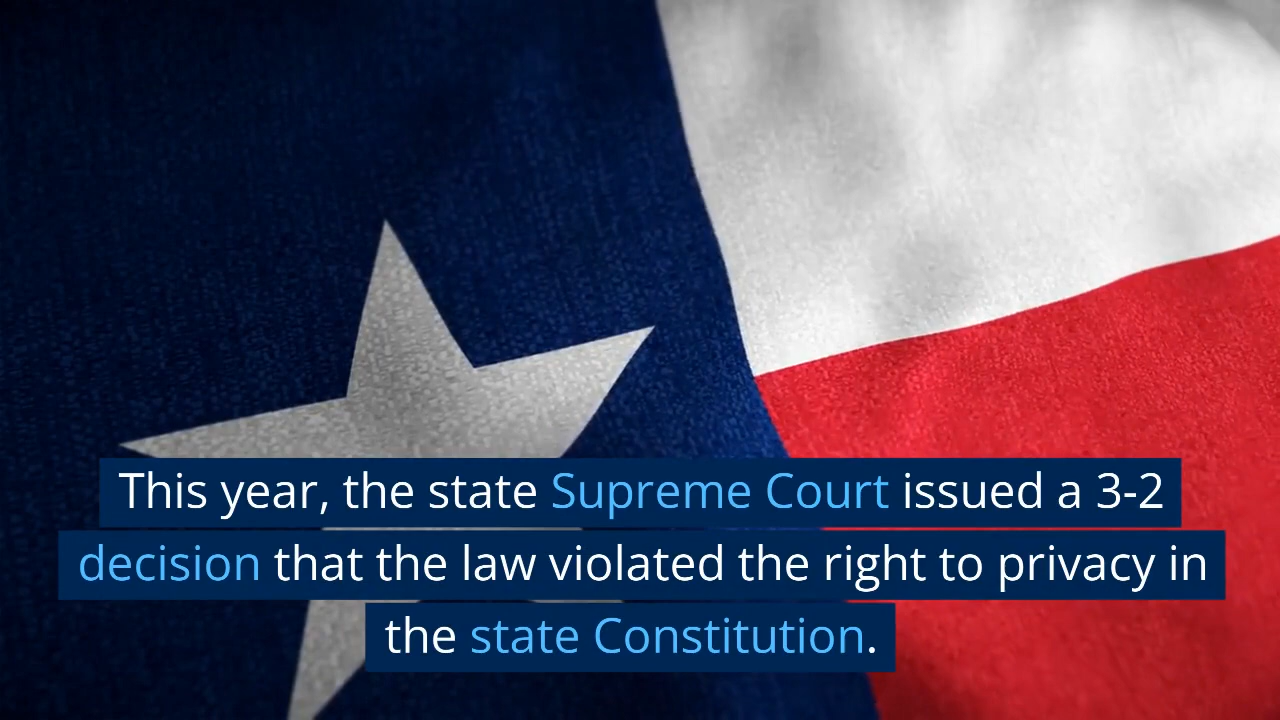 This year, the state Supreme Court issued a 3-2
decision that the law violated the right to privacy in
the state Constitution.